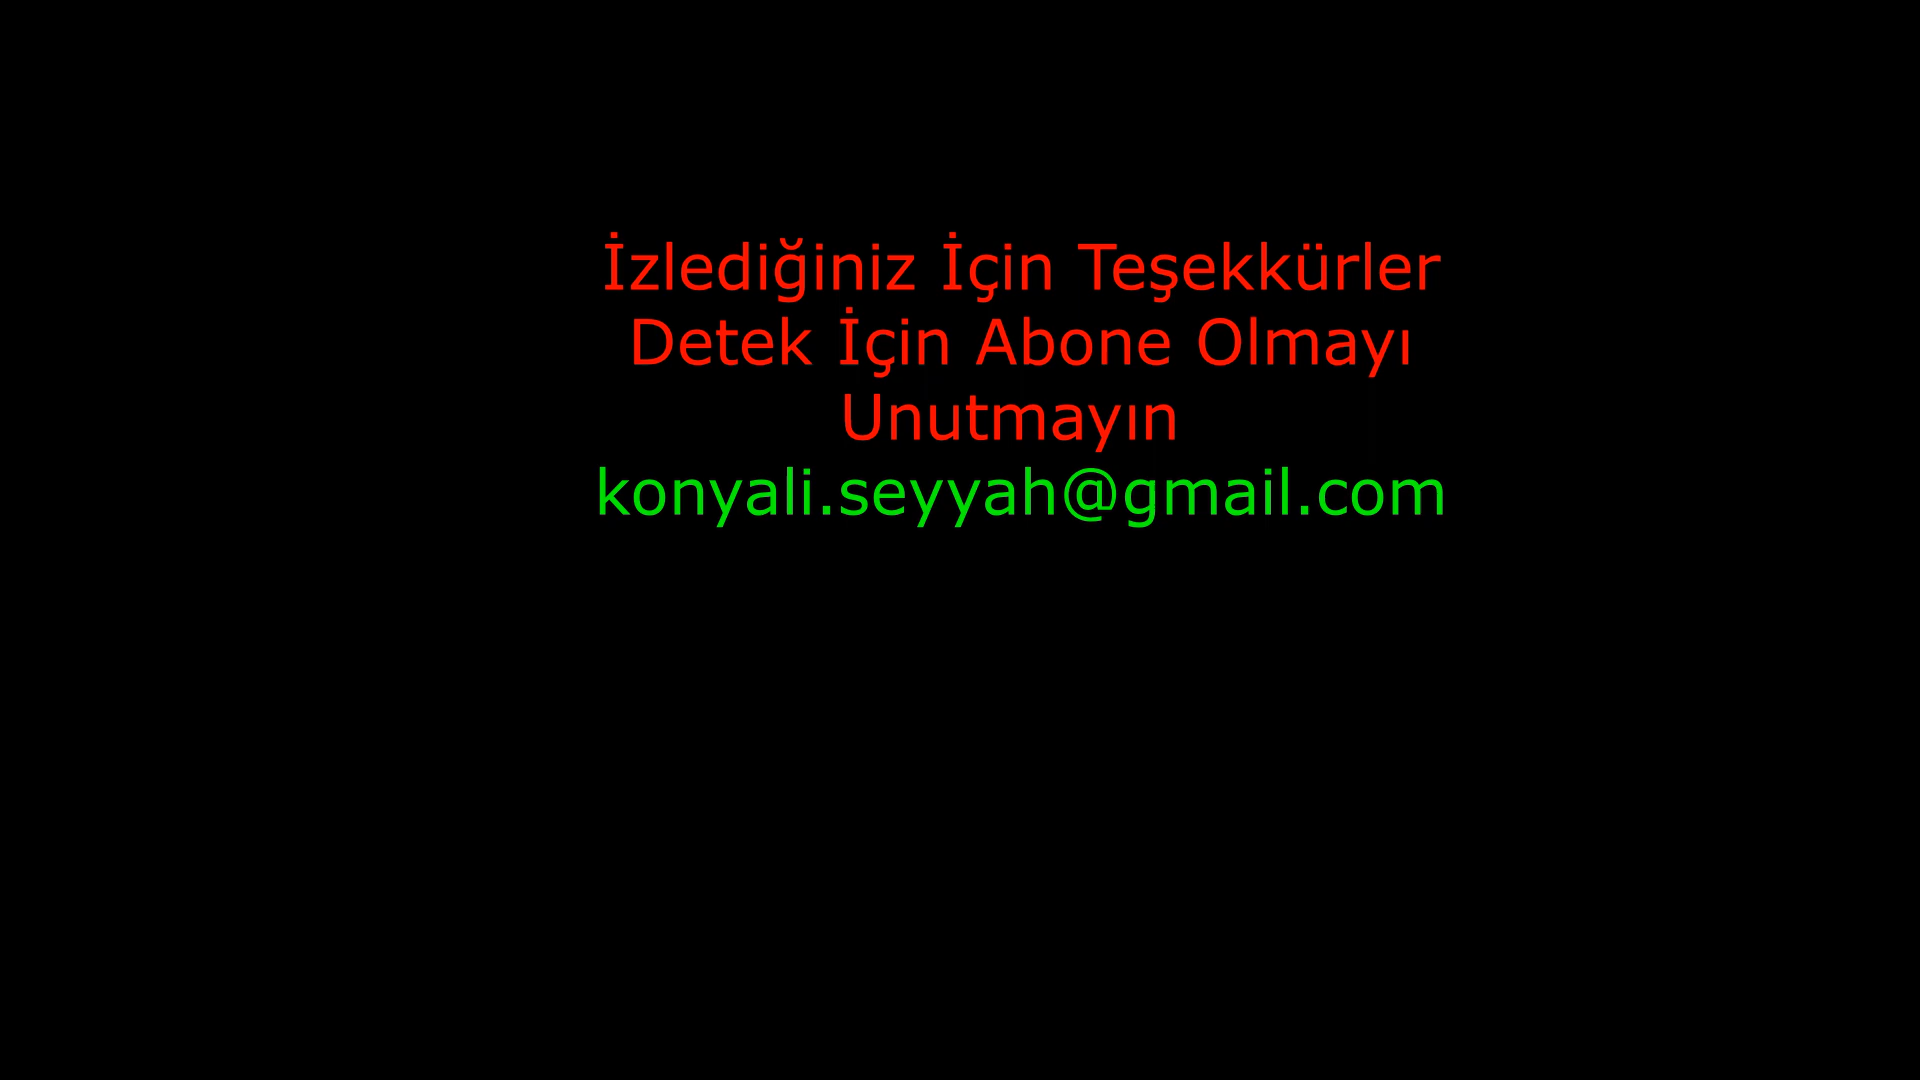 İzlediğiniz İçin Teşekkürler
Detek İçin Abone Olmayı
Unutmayın
konyali.seyyah@gmail.com